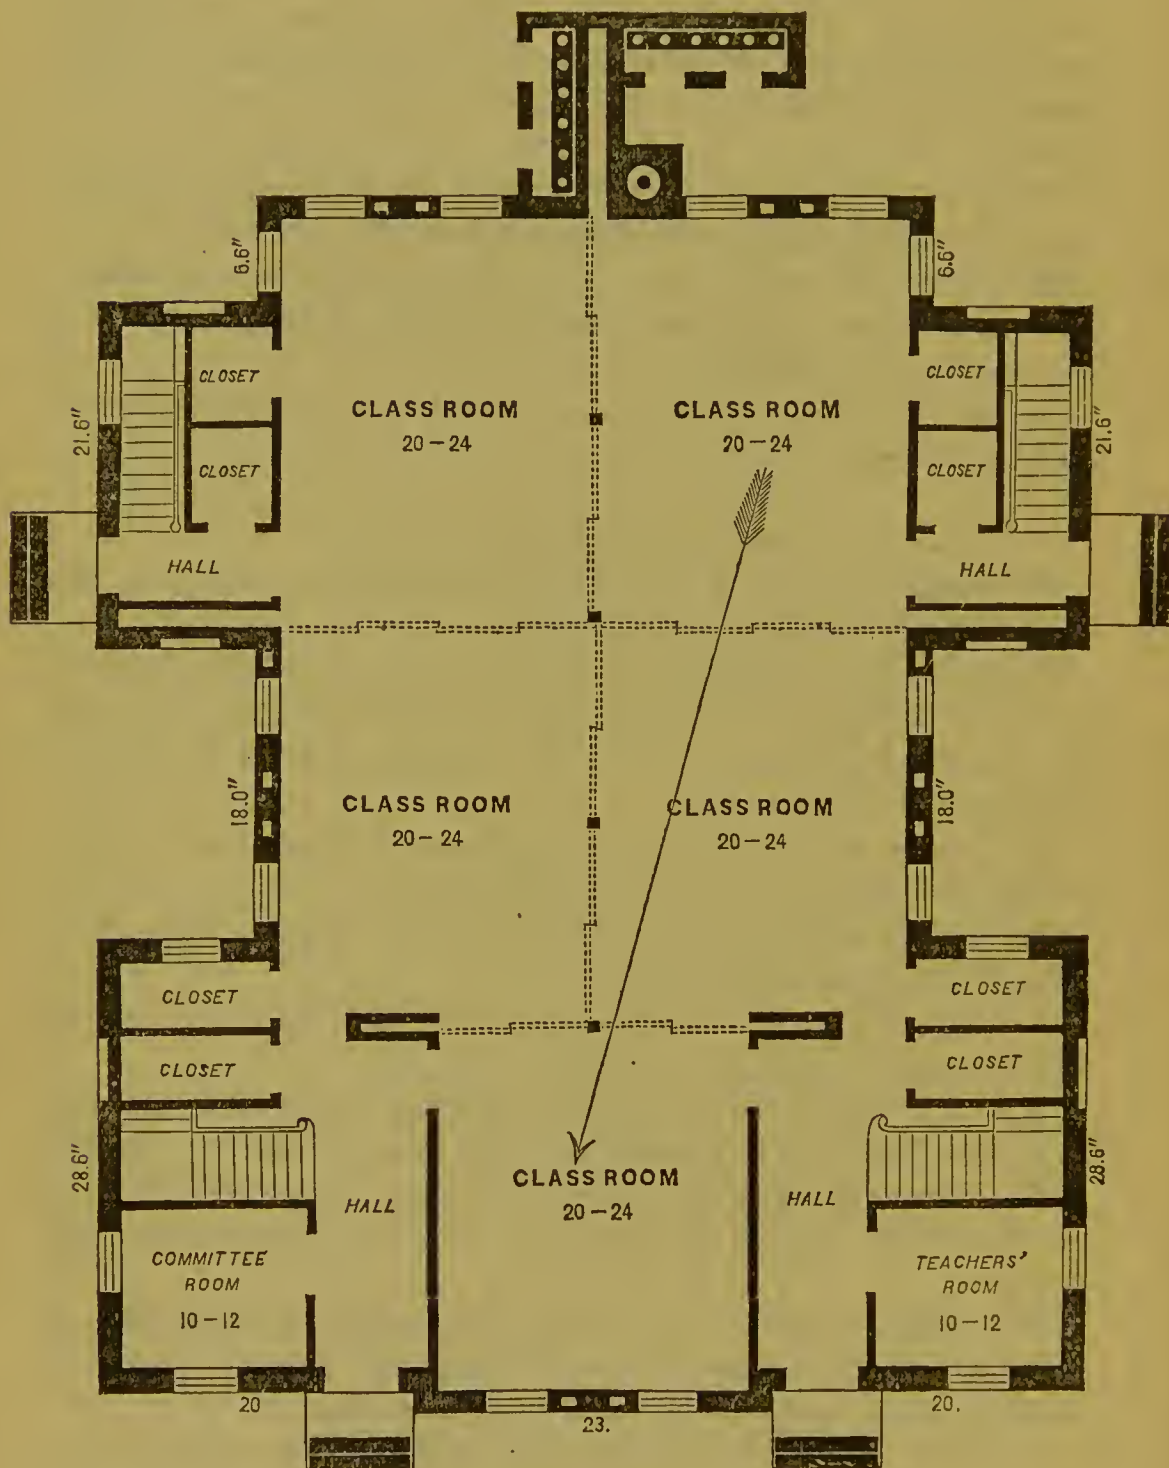 6.6"
6.6"
CLOSET
CLOSET
CLASS ROOM
20-24
CLASS ROOM
20-24
21.6"
21.6"
CLOSET
CLOSET
HALL
HALL
18.0"
CLASS ROOM
20-24
CLASS ROOM
20-24
18.0"
CLOSET
CLOSET
CLOSET
CLOSET
28.6"
28.6"
CLASS ROOM
20-24
HALL
HALL
COMMITTEE
ROOM
10-12
TEACHERS'
ROOM
10-12
20
23.
20.